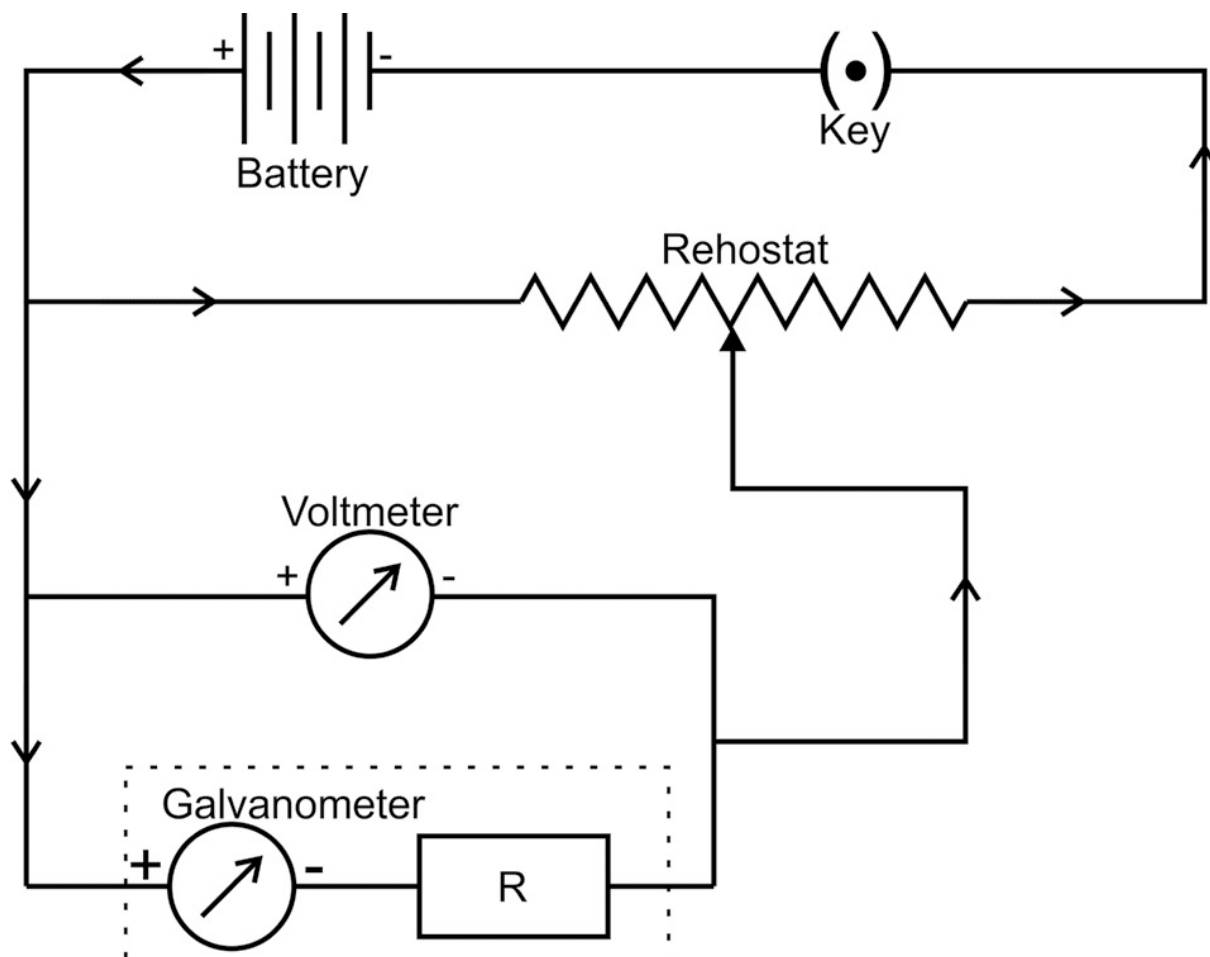 + -
Battery
Key
Rehostat
Voltmeter
+ -
Galvanometer
+ -
R